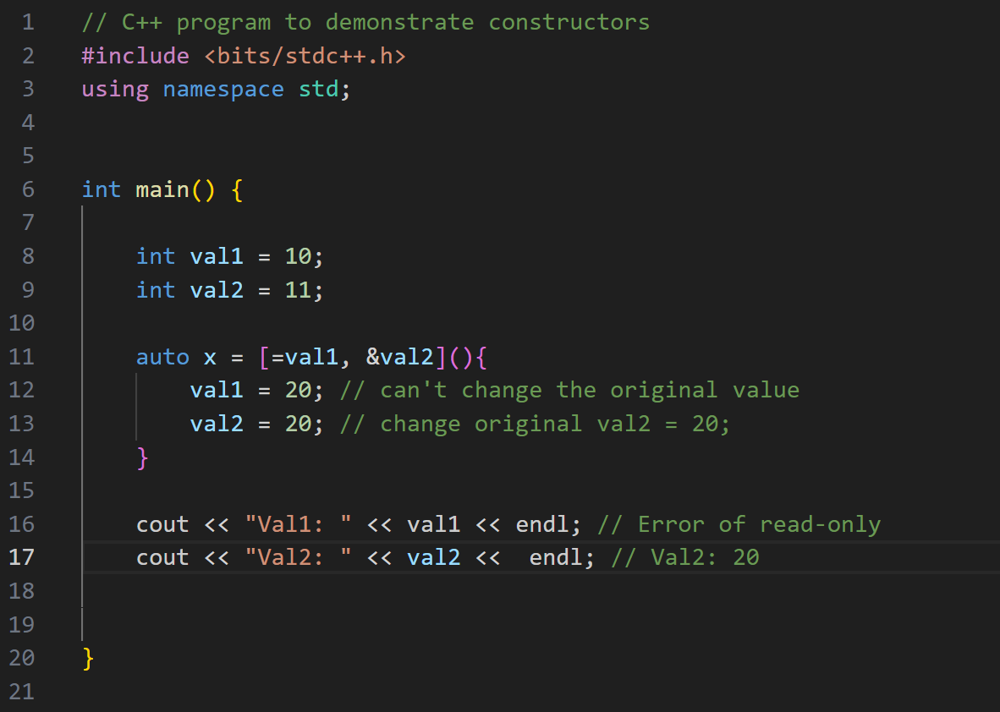 1 // C++ program to demonstrate constructors
2 #include <bits/stdc++.h>
3 using namespace std;
4
5
6 int main() {
7
8 int val1 = 10;
9 int val2 = 11;
10
11 auto x = [=val1, &val2](){
12 val1 = 20; // can't change the original value
13 val2 = 20; // change original val2 = 20;
14 }
15
16 cout << "Val1: " << val1 << endl; // Error of read-only
17 cout << "Val2: " << val2 <<  endl; // Val2: 20
18
19
20 }
21